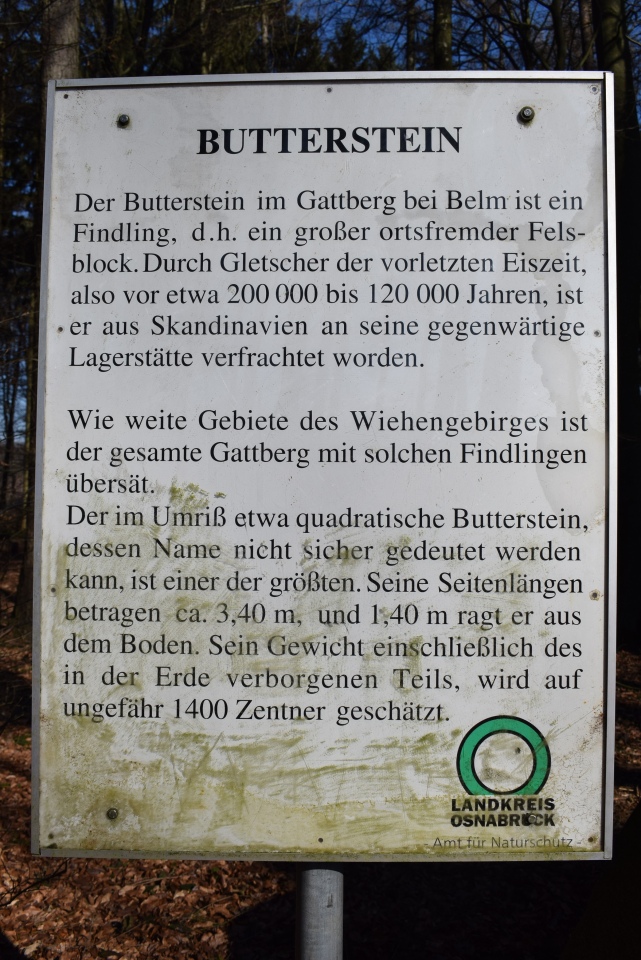 BUTTERSTEIN
Der Butterstein im Gattberg bei Belm ist ein
Findling, d.h. ein großer ortsfremder Fels-
block. Durch Gletscher der vorletzten Eiszeit,
also vor etwa 200 000 bis 120 000 Jahren, ist
er aus Skandinavien an seine gegenwärtige
Lagerstätte verfrachtet worden.
Wie weite Gebiete des Wiehengebirges ist
der gesamte Gattberg mit solchen Findlingen
übersät.
Der im Umriß etwa quadratische Butterstein,
dessen Name nicht sicher gedeutet werden
kann, ist einer der größten. Seine Seitenlängen
betragen ca. 3,40 m, und 1,40 m ragt er aus
dem Boden. Sein Gewicht einschließlich des
in der Erde verborgenen Teils, wird auf
ungefähr 1400 Zentner geschätzt.
LANDKREIS
OSNABRÜCK
- Amt für Naturschutz -